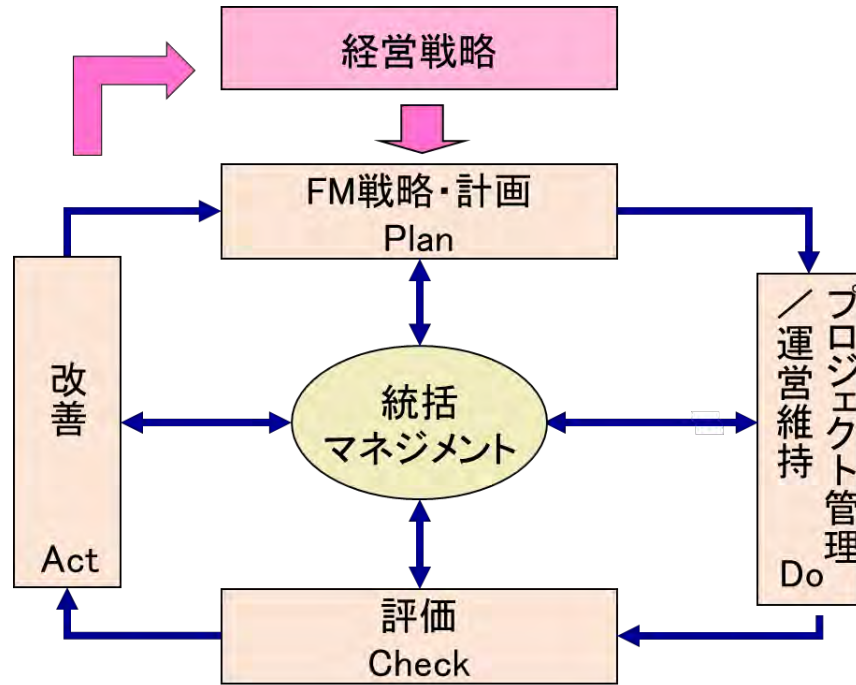 経営戦略
FM戦略・計画
Plan
プロジェクト管理
／運営維持
Do
改善
Act
統括
マネジメント
評価
Check